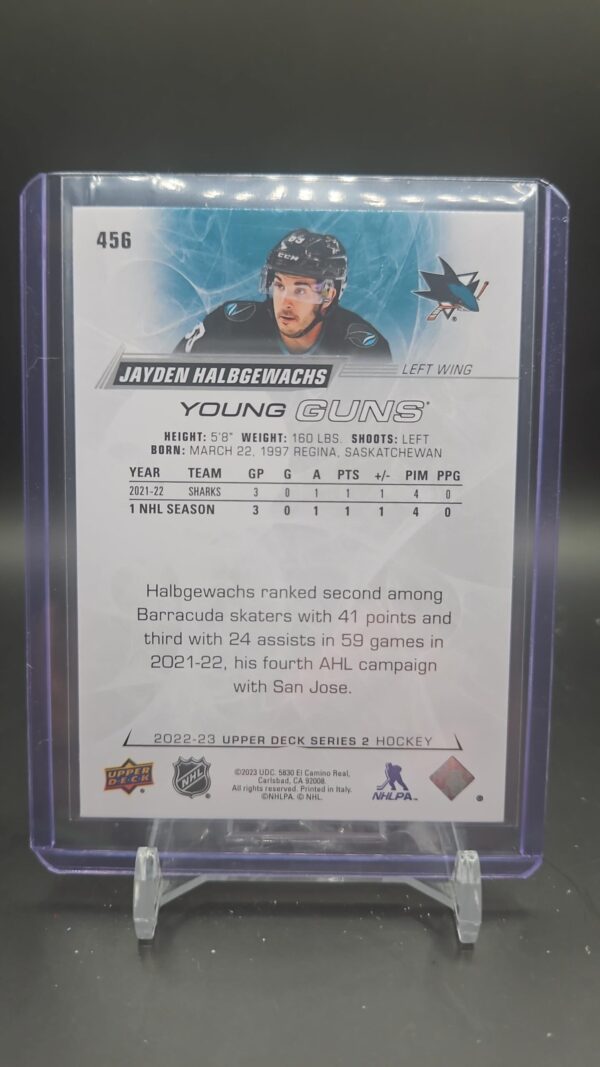 456
89
CCM
JAYDEN HALBGEWACHS
LEFT WING
YOUNG GUNS®
HEIGHT: 5'8" WEIGHT: 160 LBS. SHOOTS: LEFT
BORN: MARCH 22, 1997 REGINA, SASKATCHEWAN
YEAR TEAM GP G A PTS +/- PIM PPG
2021-22 SHARKS 3 0 1 1 1 4 0
1 NHL SEASON 3 0 1 1 1 4 0
Halbgewachs ranked second among
Barracuda skaters with 41 points and
third with 24 assists in 59 games in
2021-22, his fourth AHL campaign
with San Jose.
2022-23 UPPER DECK SERIES 2 HOCKEY
UPPER DECK
NHL
©2023 UDC. 5830 El Camino Real,
Carlsbad, CA 92008.
All rights reserved. Printed in Italy.
©NHLPA. © NHL.
NHLPA™